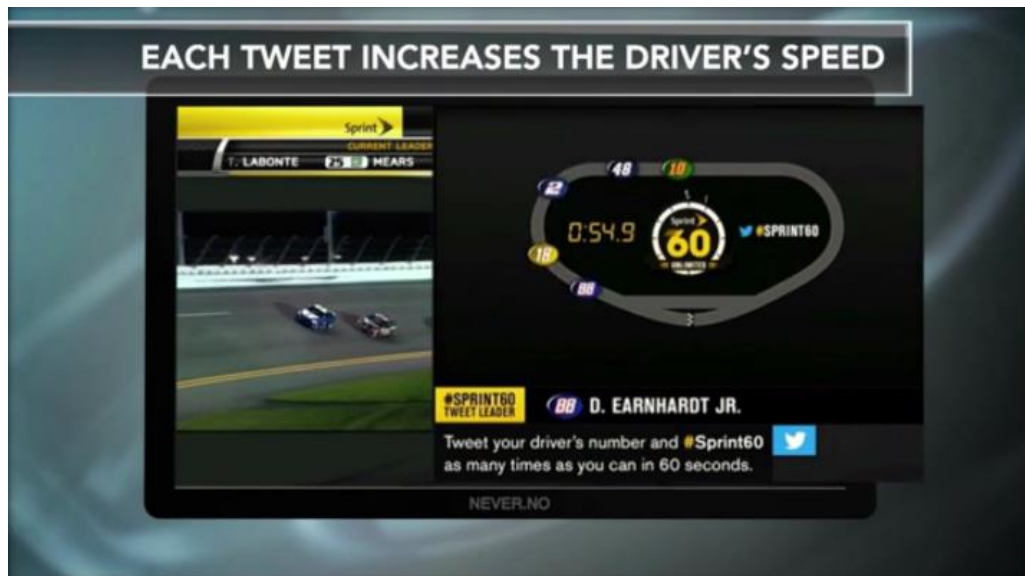 EACH TWEET INCREASES THE DRIVER'S SPEED
Sprint
CURRENT LEADER
T. LABONTE 25 MEARS
48 10
2
0:54.9
Sprint
60
UNLIMITED
#SPRINT60
18
88
#SPRINT60
TWEET LEADER
88 D. EARNHARDT JR.
Tweet your driver's number and #Sprint60
as many times as you can in 60 seconds.
NEVER.NO